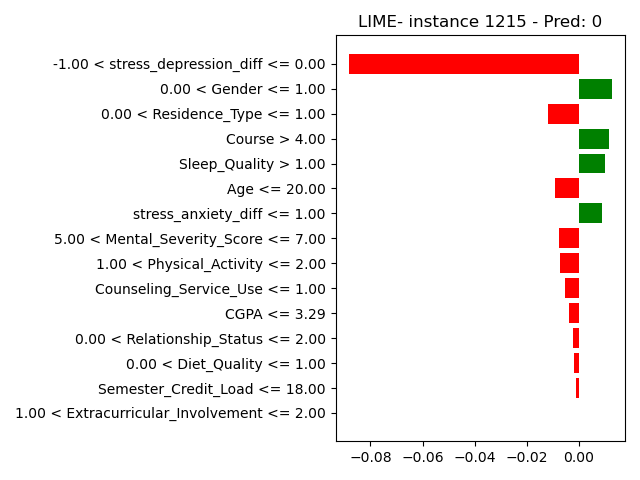 LIME- instance 1215 - Pred: 0
-1.00 < stress_depression_diff <= 0.00
0.00 < Gender <= 1.00
0.00 < Residence_Type <= 1.00
Course > 4.00
Sleep_Quality > 1.00
Age <= 20.00
stress_anxiety_diff <= 1.00
5.00 < Mental_Severity_Score <= 7.00
1.00 < Physical_Activity <= 2.00
Counseling_Service_Use <= 1.00
CGPA <= 3.29
0.00 < Relationship_Status <= 2.00
0.00 < Diet_Quality <= 1.00
Semester_Credit_Load <= 18.00
1.00 < Extracurricular_Involvement <= 2.00
−0.08 −0.06 −0.04 −0.02 0.00